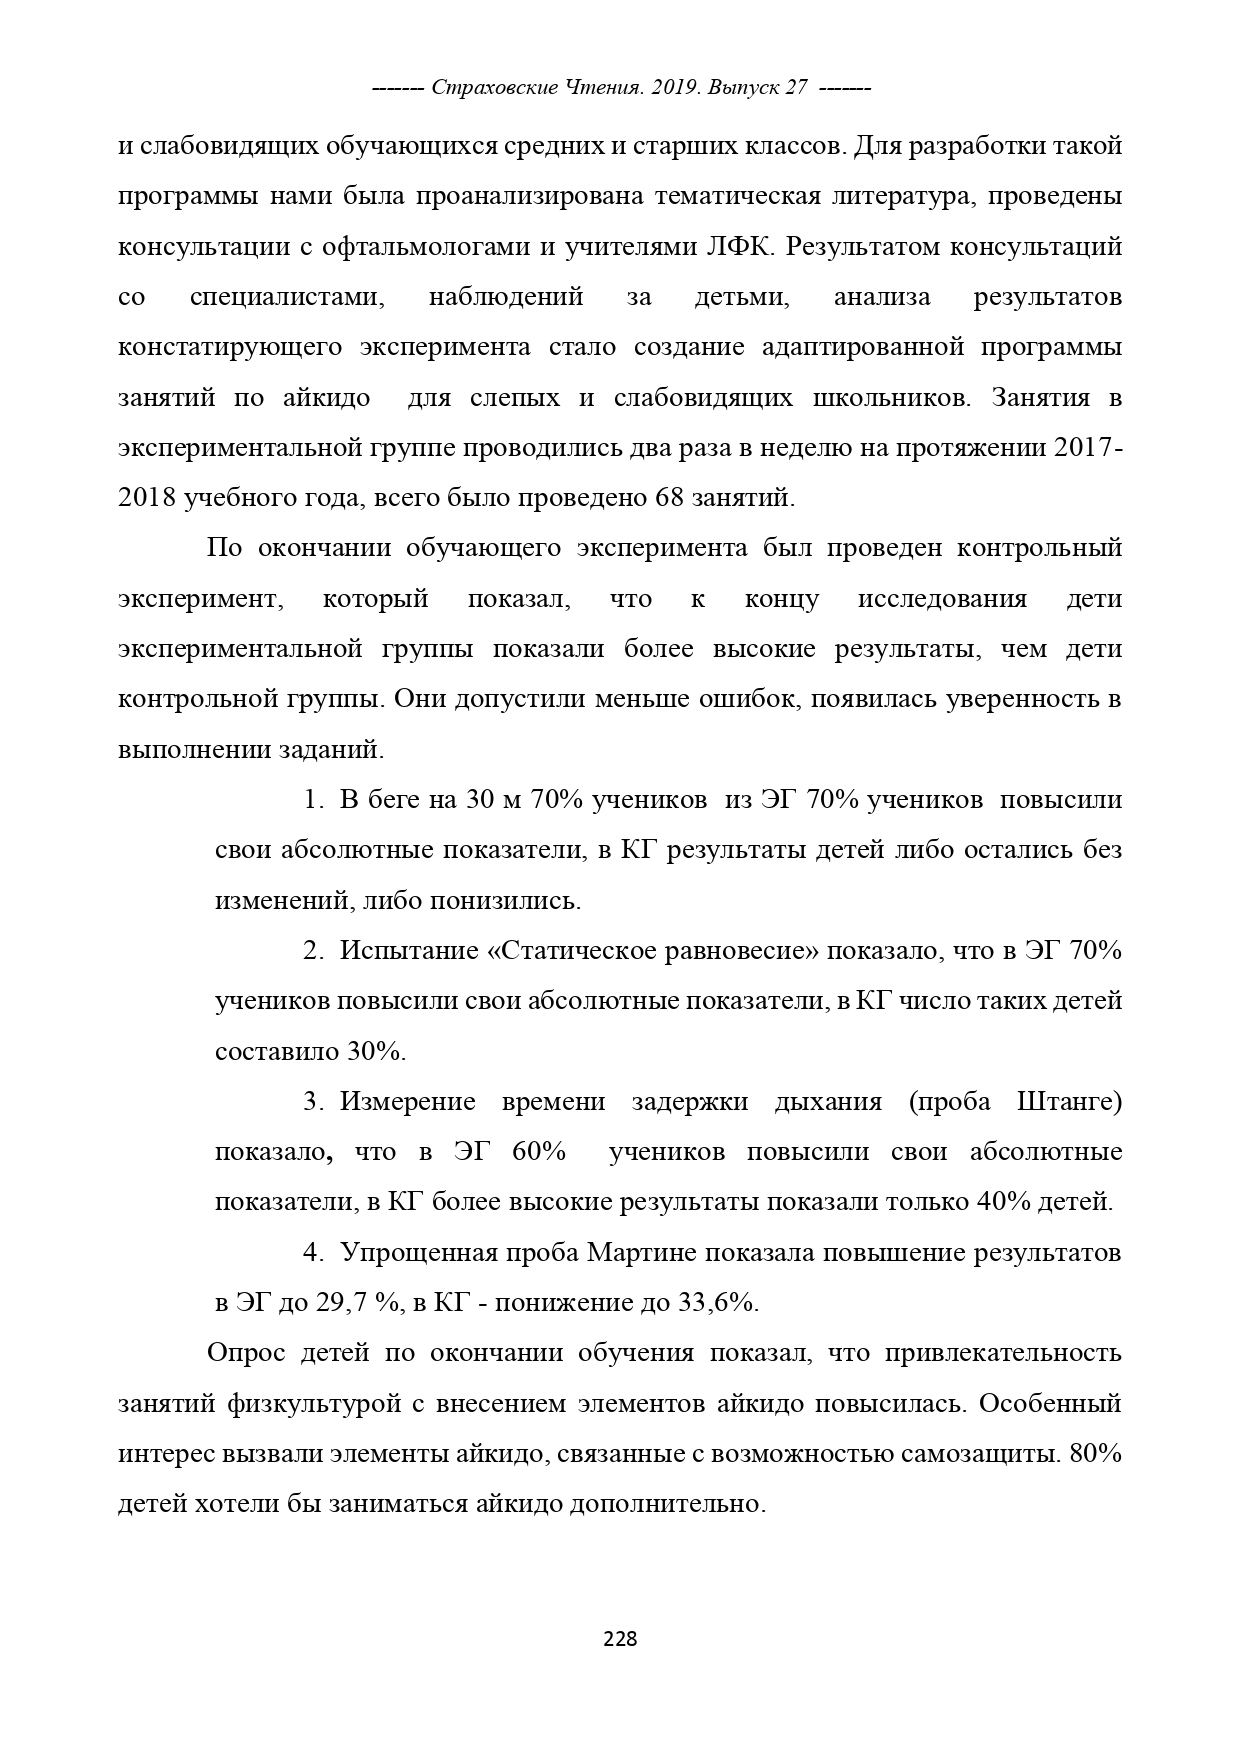 ------- Страховские Чтения. 2019. Выпуск 27 -------
и слабовидящих обучающихся средних и старших классов. Для разработки такой
программы нами была проанализирована тематическая литература, проведены
консультации с офтальмологами и учителями ЛФК. Результатом консультаций
со специалистами, наблюдений за детьми, анализа результатов
констатирующего эксперимента стало создание адаптированной программы
занятий по айкидо для слепых и слабовидящих школьников. Занятия в
экспериментальной группе проводились два раза в неделю на протяжении 2017-
2018 учебного года, всего было проведено 68 занятий.
По окончании обучающего эксперимента был проведен контрольный
эксперимент, который показал, что к концу исследования дети
экспериментальной группы показали более высокие результаты, чем дети
контрольной группы. Они допустили меньше ошибок, появилась уверенность в
выполнении заданий.
1. В беге на 30 м 70% учеников из ЭГ 70% учеников повысили
свои абсолютные показатели, в КГ результаты детей либо остались без
изменений, либо понизились.
2. Испытание «Статическое равновесие» показало, что в ЭГ 70%
учеников повысили свои абсолютные показатели, в КГ число таких детей
составило 30%.
3. Измерение времени задержки дыхания (проба Штанге)
показало, что в ЭГ 60% учеников повысили свои абсолютные
показатели, в КГ более высокие результаты показали только 40% детей.
4. Упрощенная проба Мартине показала повышение результатов
в ЭГ до 29,7 %, в КГ - понижение до 33,6%.
Опрос детей по окончании обучения показал, что привлекательность
занятий физкультурой с внесением элементов айкидо повысилась. Особенный
интерес вызвали элементы айкидо, связанные с возможностью самозащиты. 80%
детей хотели бы заниматься айкидо дополнительно.
228